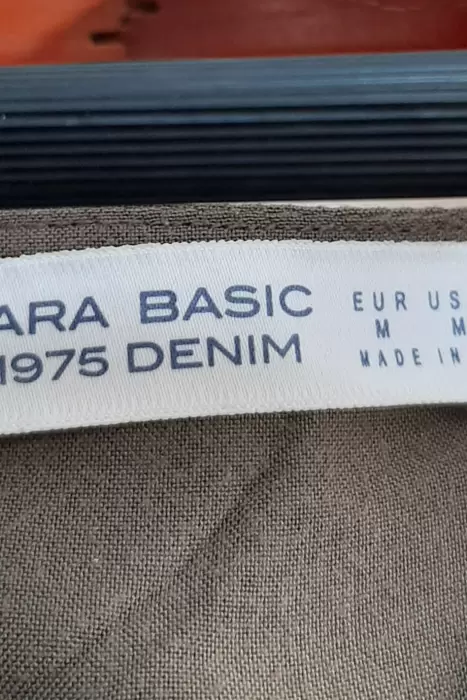 ARA BASIC
1975 DENIM
EUR US
M M
MADE IN